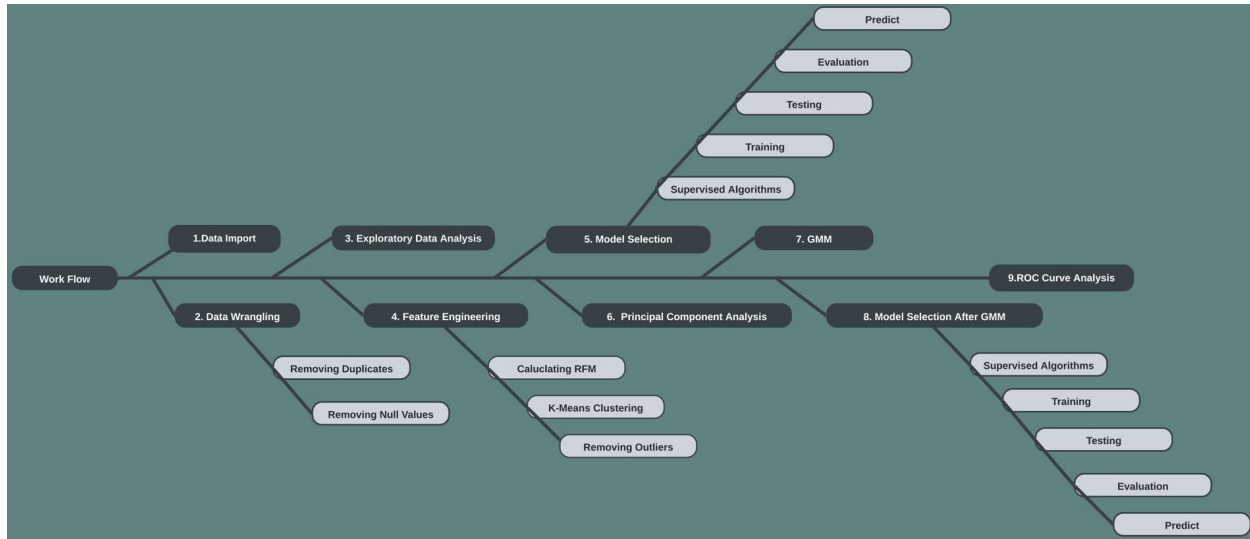 Predict
Evaluation
Testing
Training
Supervised Algorithms
1.Data Import
3. Exploratory Data Analysis
5. Model Selection
7. GMM
Work Flow
9.ROC Curve Analysis
2. Data Wrangling
4. Feature Engineering
6. Principal Component Analysis
8. Model Selection After GMM
Removing Duplicates
Removing Null Values
Caluclating RFM
K-Means Clustering
Removing Outliers
Supervised Algorithms
Training
Testing
Evaluation
Predict